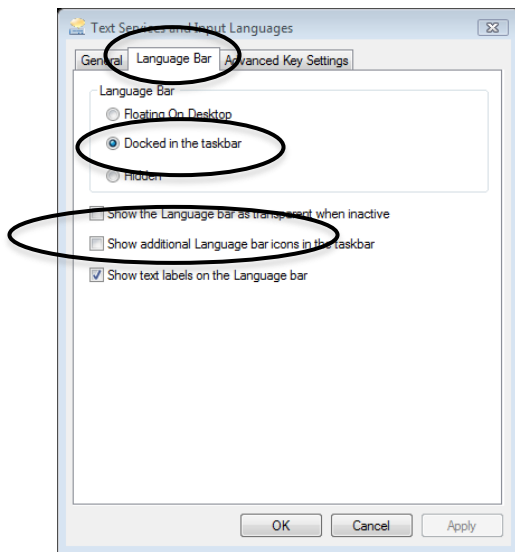 Text Services and Input Languages
General Language Bar Advanced Key Settings
Language Bar
Floating On Desktop
Docked in the taskbar
Hidden
Show the Language bar as transparent when inactive
Show additional Language bar icons in the taskbar
Show text labels on the Language bar
OK Cancel Apply